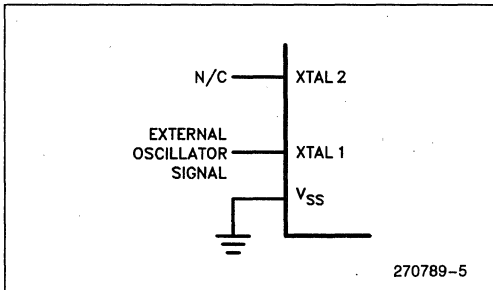 N/C XTAL 2
EXTERNAL
OSCILLATOR XTAL 1
SIGNAL
VSS
270789-5